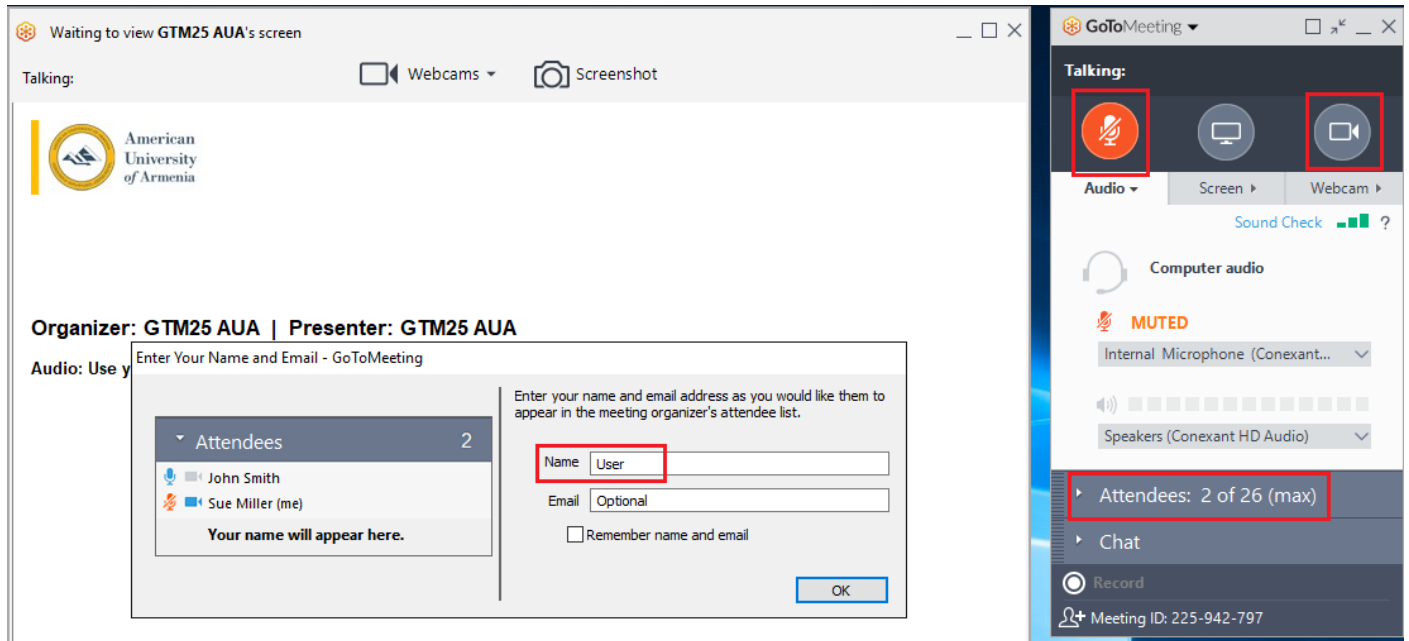 Waiting to view GTM25 AUA's screen
Talking:
Webcams
Screenshot
American
University
of Armenia
Organizer: GTM25 AUA | Presenter: GTM25 AUA
Audio: Use y
Enter Your Name and Email - GoToMeeting
Attendees 2
John Smith
Sue Miller (me)
Your name will appear here.
Enter your name and email address as you would like them to
appear in the meeting organizer's attendee list.
Name User
Email Optional
Remember name and email
OK
GoToMeeting
Talking:
Audio Screen Webcam
Sound Check ?
Computer audio
MUTED
Internal Microphone (Conexant...
Speakers (Conexant HD Audio)
Attendees: 2 of 26 (max)
Chat
Record
Meeting ID: 225-942-797